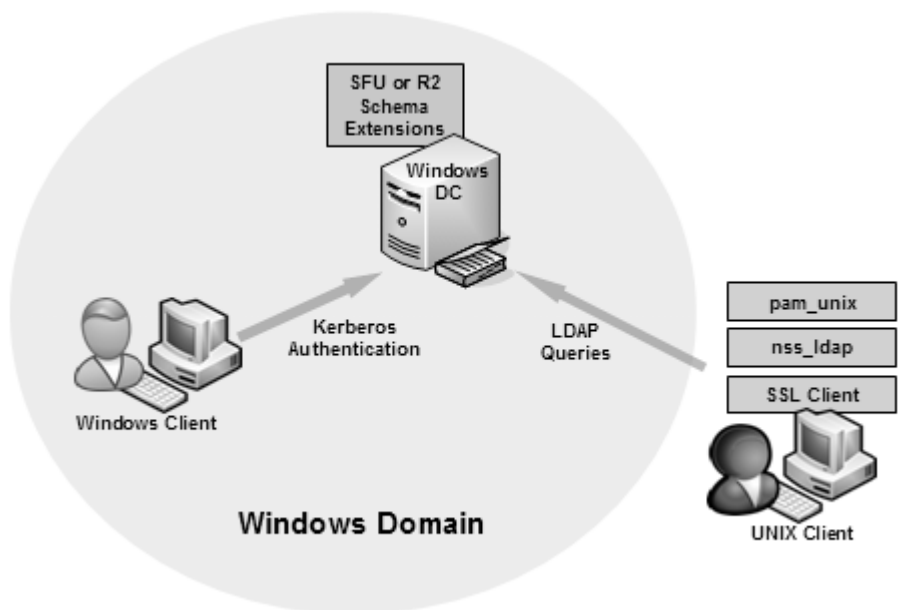 SFU or R2
Schema
Extensions
Windows
DC
Kerberos
Authentication
LDAP
Queries
pam_unix
nss_ldap
SSL Client
Windows Client
UNIX Client
Windows Domain